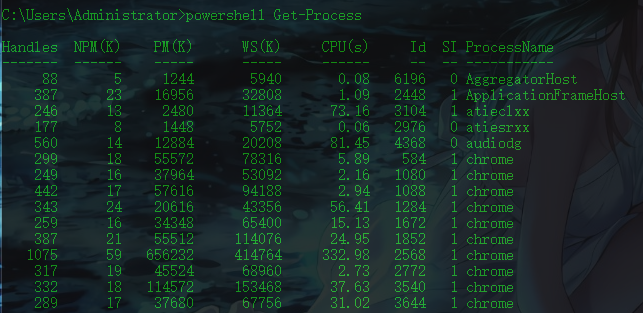 C:\Users\Administrator>powershell Get-Process
Handles  NPM(K)    PM(K)      WS(K)     CPU(s)     Id  SI ProcessName
-------  ------    -----      -----     ------     --  -- -----------
     88       5     1244       5940       0.08   6196   0 AggregatorHost
    387      23    16956      32808       1.09   2448   1 ApplicationFrameHost
    246      13     2480      11364      73.16   3104   1 atieclxx
    177       8     1448       5752       0.06   2976   0 atiesrxx
    560      14    12884      20208      81.45   4368   0 audiodg
    299      18    55572      78316       5.89    584   1 chrome
    249      16    37964      53092       2.16   1080   1 chrome
    442      17    57616      94188       2.94   1088   1 chrome
    343      24    20616      43356      56.41   1284   1 chrome
    259      16    34348      65400      15.13   1672   1 chrome
    387      21    55512     114076      24.95   1852   1 chrome
   1075      59   656232     414764     332.98   2568   1 chrome
    317      19    45524      68960       2.73   2772   1 chrome
    332      18   114572     153468      37.63   3540   1 chrome
    289      17    37680      67756      31.02   3644   1 chrome